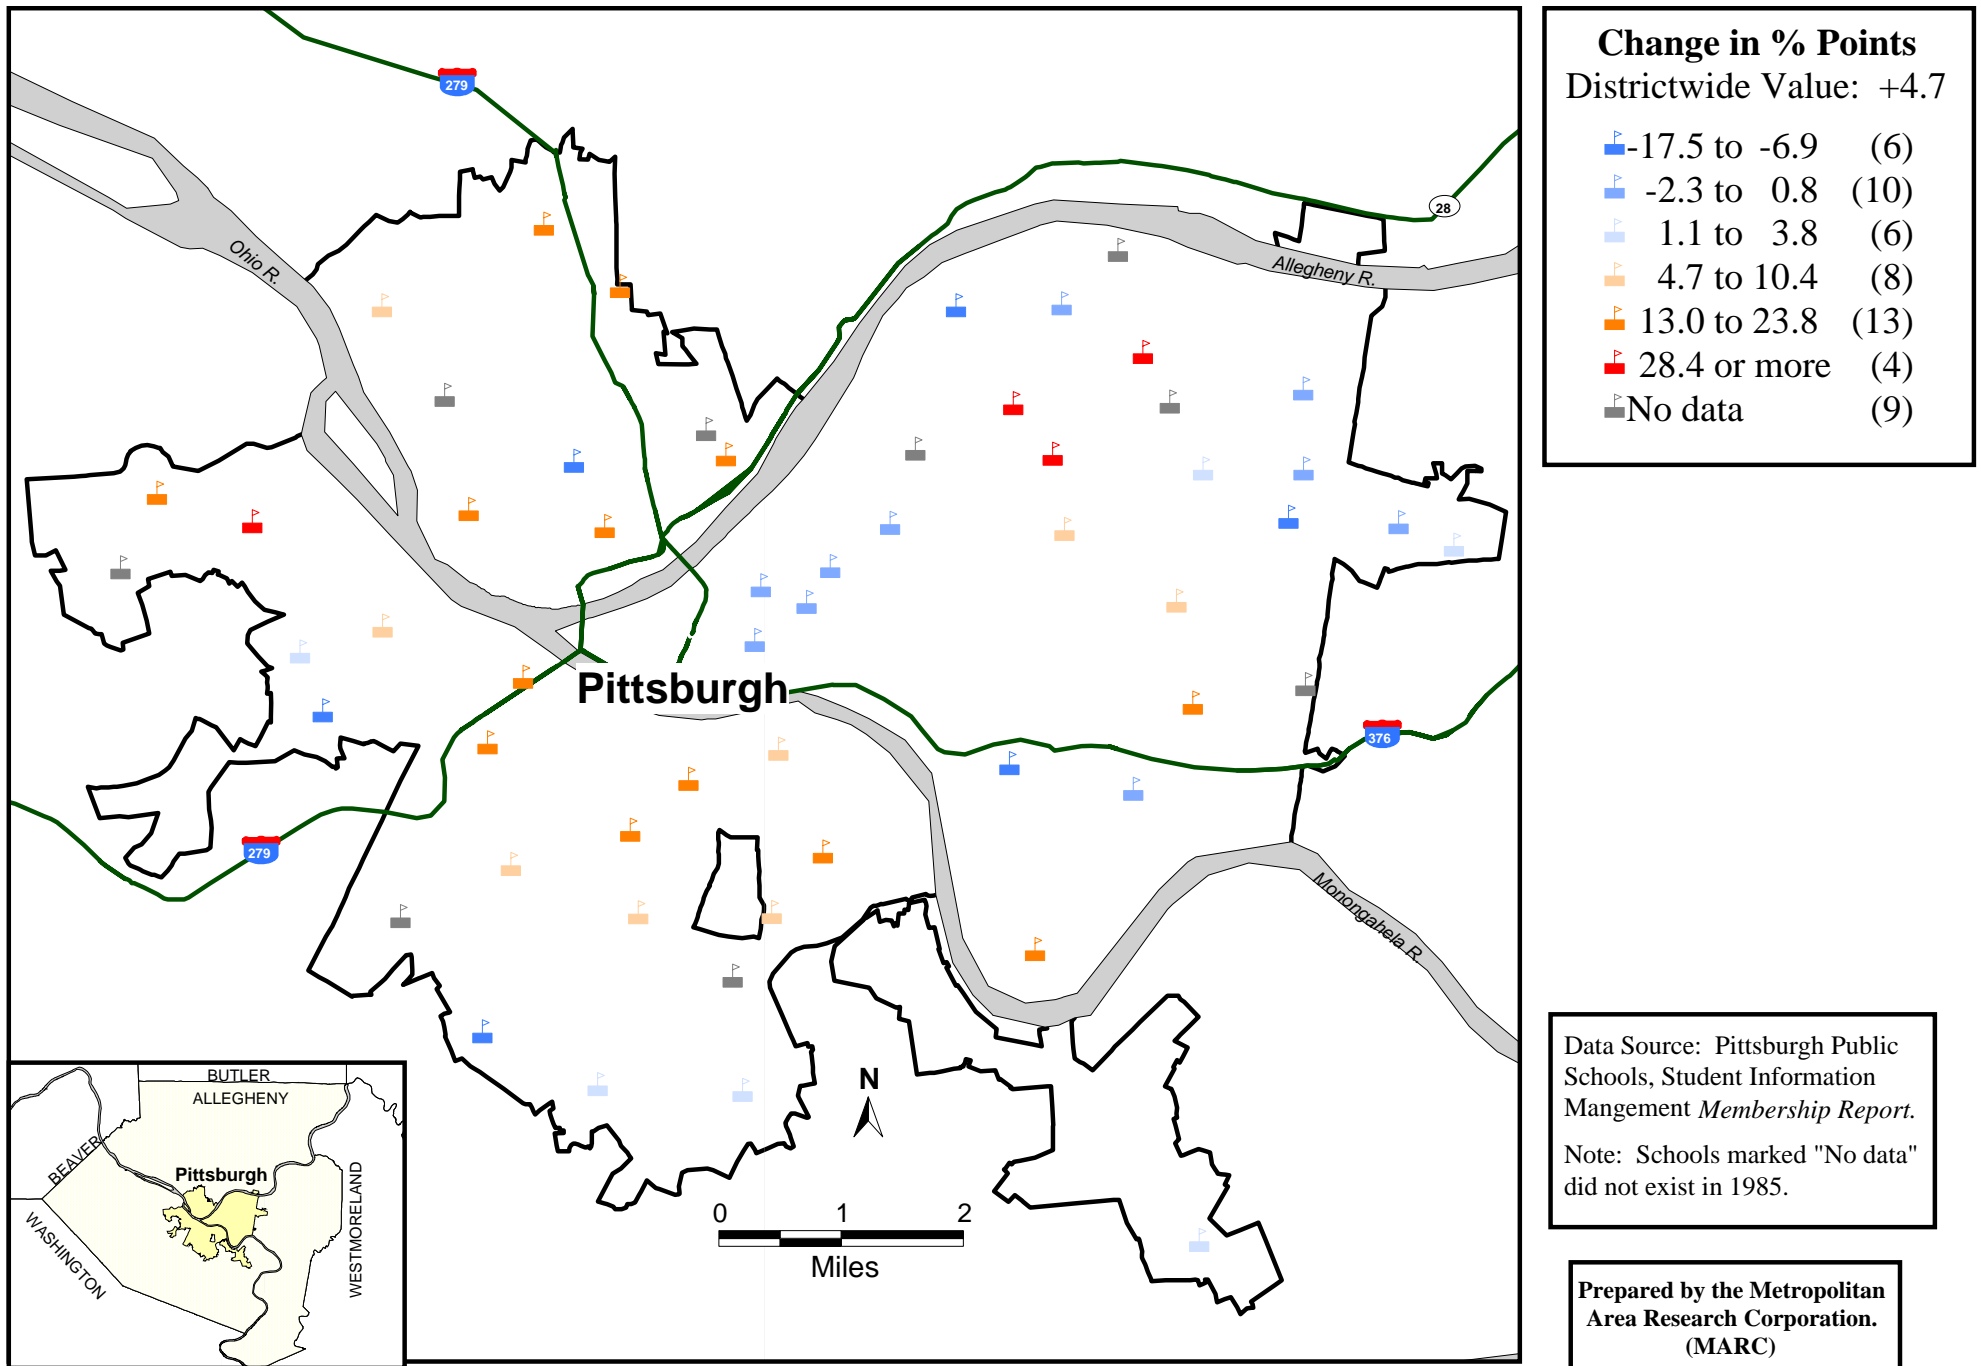 279
28
Ohio R.
Allegheny R.
Pittsburgh
376
279
Monongahela R.
N
0 1 2
Miles
BUTLER
ALLEGHENY
BEAVER
Pittsburgh
WESTMORELAND
WASHINGTON
Change in % Points
Districtwide Value: +4.7
-17.5 to -6.9 (6)
-2.3 to 0.8 (10)
1.1 to 3.8 (6)
4.7 to 10.4 (8)
13.0 to 23.8 (13)
28.4 or more (4)
No data (9)
Data Source: Pittsburgh Public
Schools, Student Information
Mangement Membership Report.
Note: Schools marked "No data"
did not exist in 1985.
Prepared by the Metropolitan
Area Research Corporation.
(MARC)